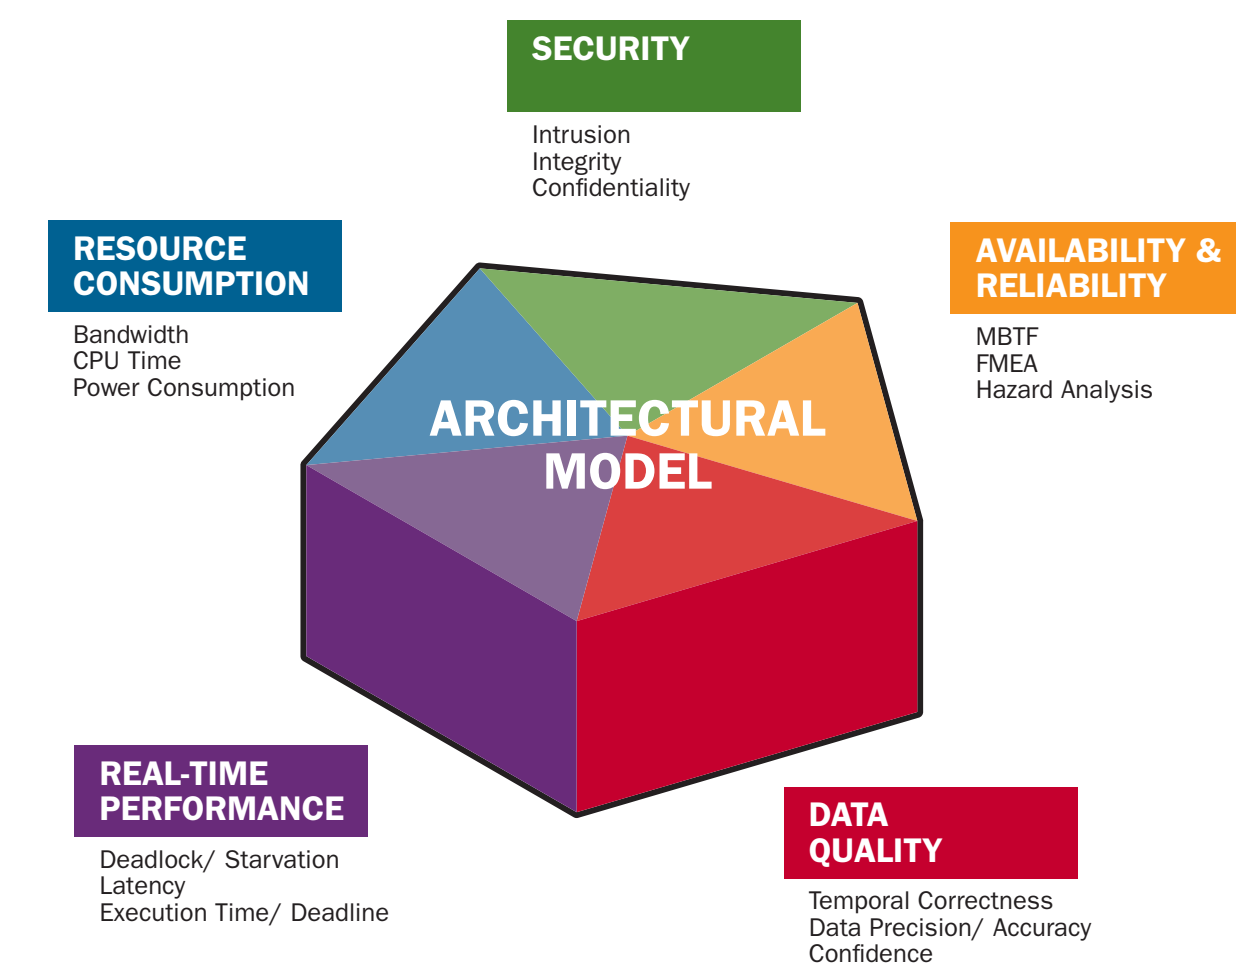 SECURITY
Intrusion
Integrity
Confidentiality
RESOURCE
CONSUMPTION
Bandwidth
CPU Time
Power Consumption
AVAILABILITY &
RELIABILITY
MBTF
FMEA
Hazard Analysis
ARCHITECTURAL
MODEL
REAL-TIME
PERFORMANCE
Deadlock/ Starvation
Latency
Execution Time/ Deadline
DATA
QUALITY
Temporal Correctness
Data Precision/ Accuracy
Confidence